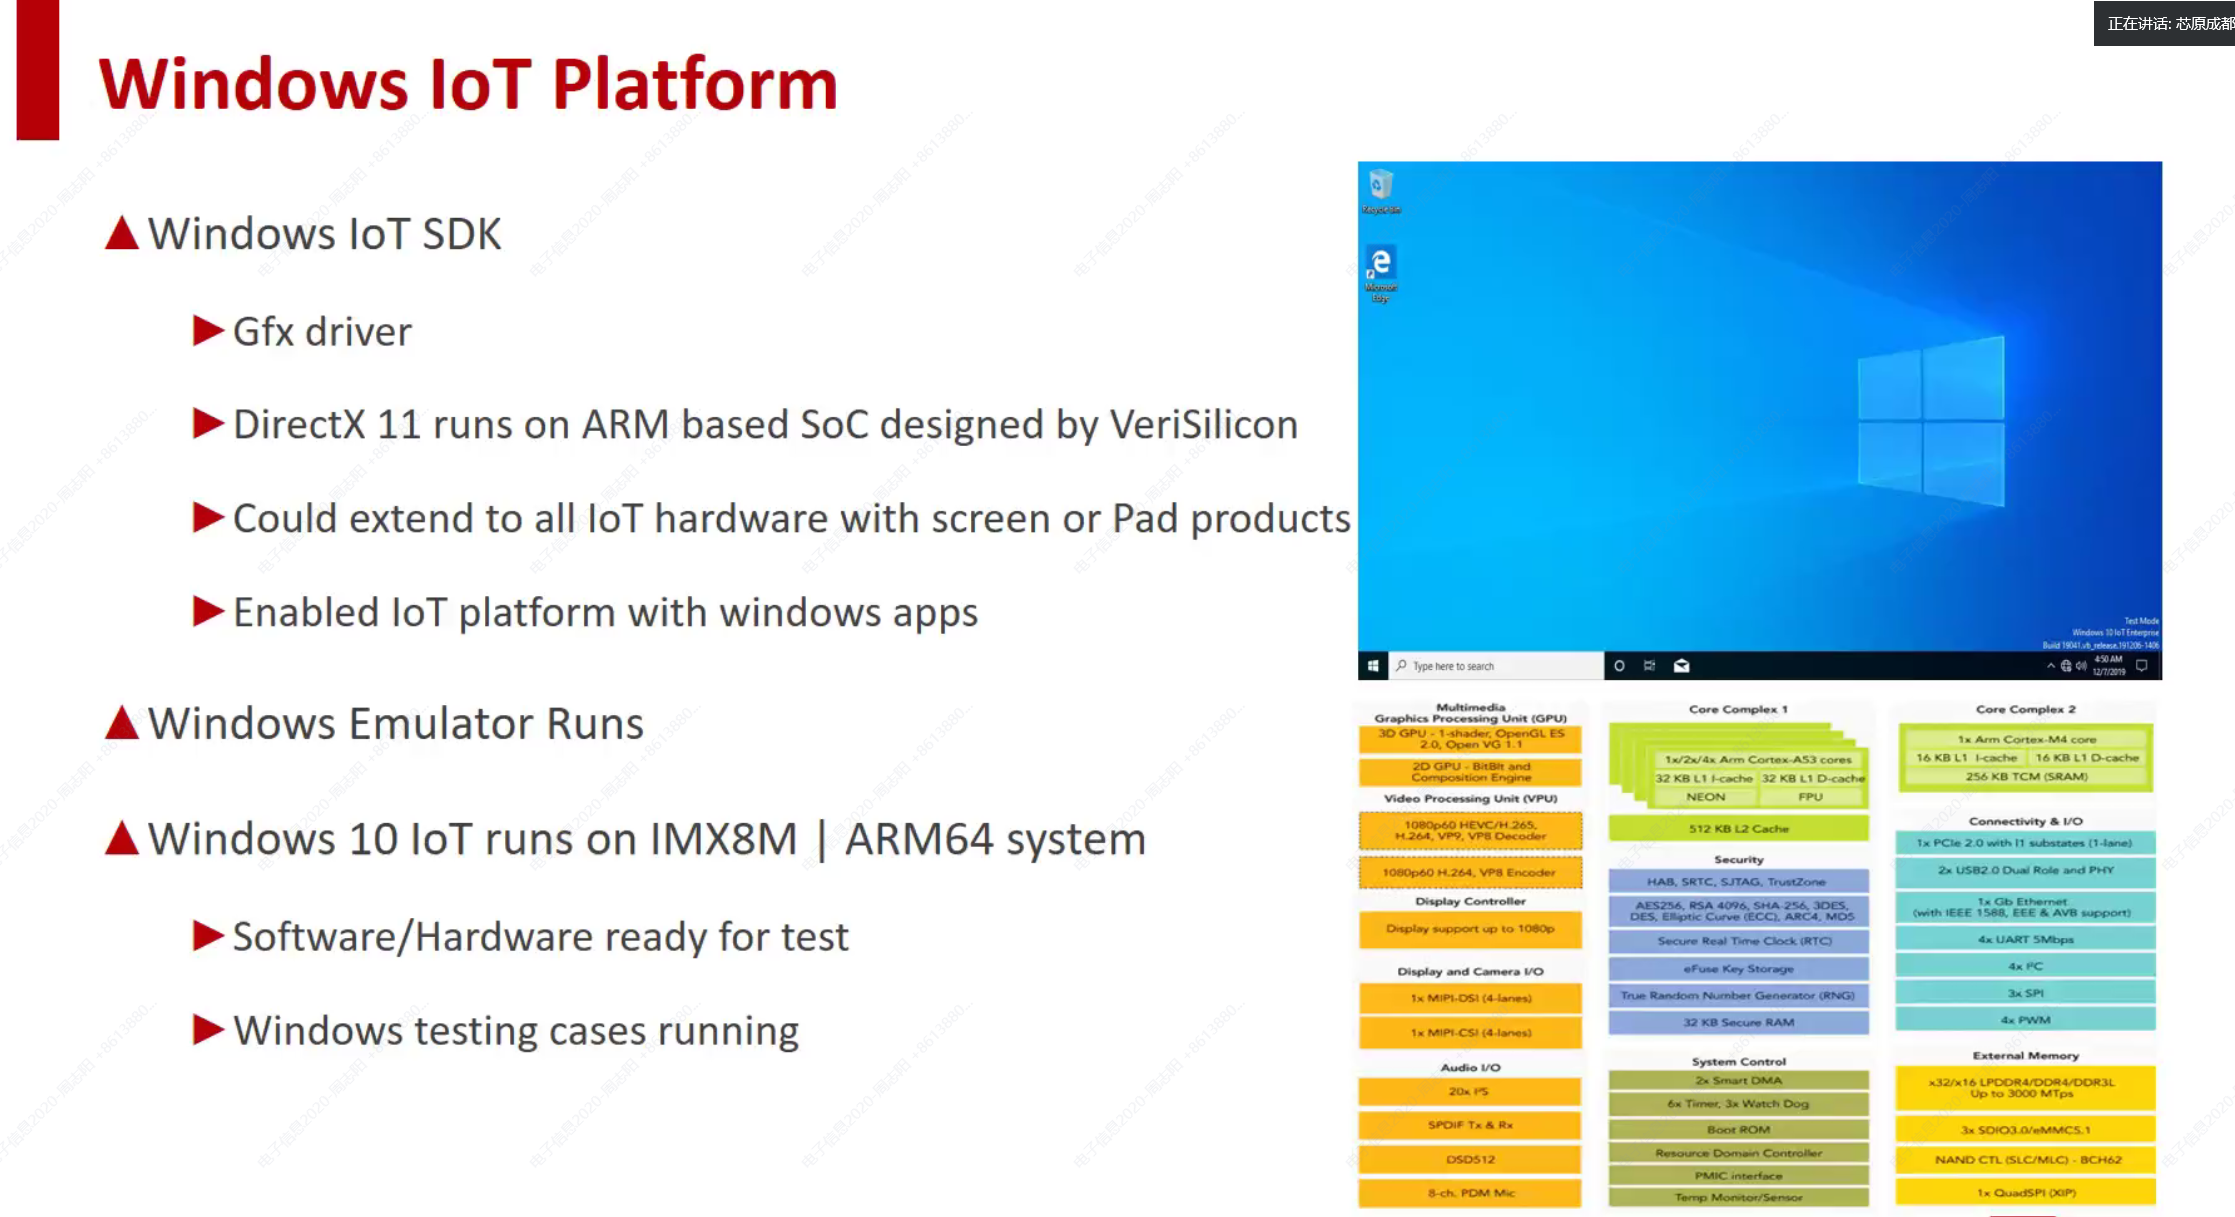 正在讲话: 芯原成都
Windows IoT Platform
Windows IoT SDK
Gfx driver
DirectX 11 runs on ARM based SoC designed by VeriSilicon
Could extend to all IoT hardware with screen or Pad products
Enabled IoT platform with windows apps
Windows Emulator Runs
Windows 10 IoT runs on IMX8M | ARM64 system
Software/Hardware ready for test
Windows testing cases running
Recycle Bin
Microsoft
Edge
Test Mode
Windows 10 IoT Enterprise
Build 19041.vb_release.191206-1406
Type here to search
4:50 AM
12/7/2019
Multimedia
Graphics Processing Unit (GPU)
3D GPU - 1-shader, OpenGL ES
2.0, Open VG 1.1
2D GPU - BitBlt and
Composition Engine
Video Processing Unit (VPU)
1080p60 HEVC/H.265,
H.264, VP9, VP8 Decoder
1080p60 H.264, VP8 Encoder
Display Controller
Display support up to 1080p
Display and Camera I/O
1x MIPI-DSI (4-lanes)
1x MIPI-CSI (4-lanes)
Audio I/O
20x I²S
SPDIF Tx & Rx
DSD512
8-ch. PDM Mic
Core Complex 1
1x/2x/4x Arm Cortex-A53 cores
32 KB L1 I-cache 32 KB L1 D-cache
NEON FPU
512 KB L2 Cache
Security
HAB, SRTC, SJTAG, TrustZone
AES256, RSA 4096, SHA-256, 3DES,
DES, Elliptic Curve (ECC), ARC4, MD5
Secure Real Time Clock (RTC)
eFuse Key Storage
True Random Number Generator (RNG)
32 KB Secure RAM
System Control
2x Smart DMA
6x Timer, 3x Watch Dog
Boot ROM
Resource Domain Controller
PMIC interface
Temp Monitor/Sensor
Core Complex 2
1x Arm Cortex-M4 core
16 KB L1 I-cache 16 KB L1 D-cache
256 KB TCM (SRAM)
Connectivity & I/O
1x PCIe 2.0 with l1 substates (1-lane)
2x USB2.0 Dual Role and PHY
1x Gb Ethernet
(with IEEE 1588, EEE & AVB support)
4x UART 5Mbps
4x I²C
3x SPI
4x PWM
External Memory
x32/x16 LPDDR4/DDR4/DDR3L
Up to 3000 MTps
3x SDIO3.0/eMMC5.1
NAND CTL (SLC/MLC) - BCH62
1x QuadSPI (XIP)